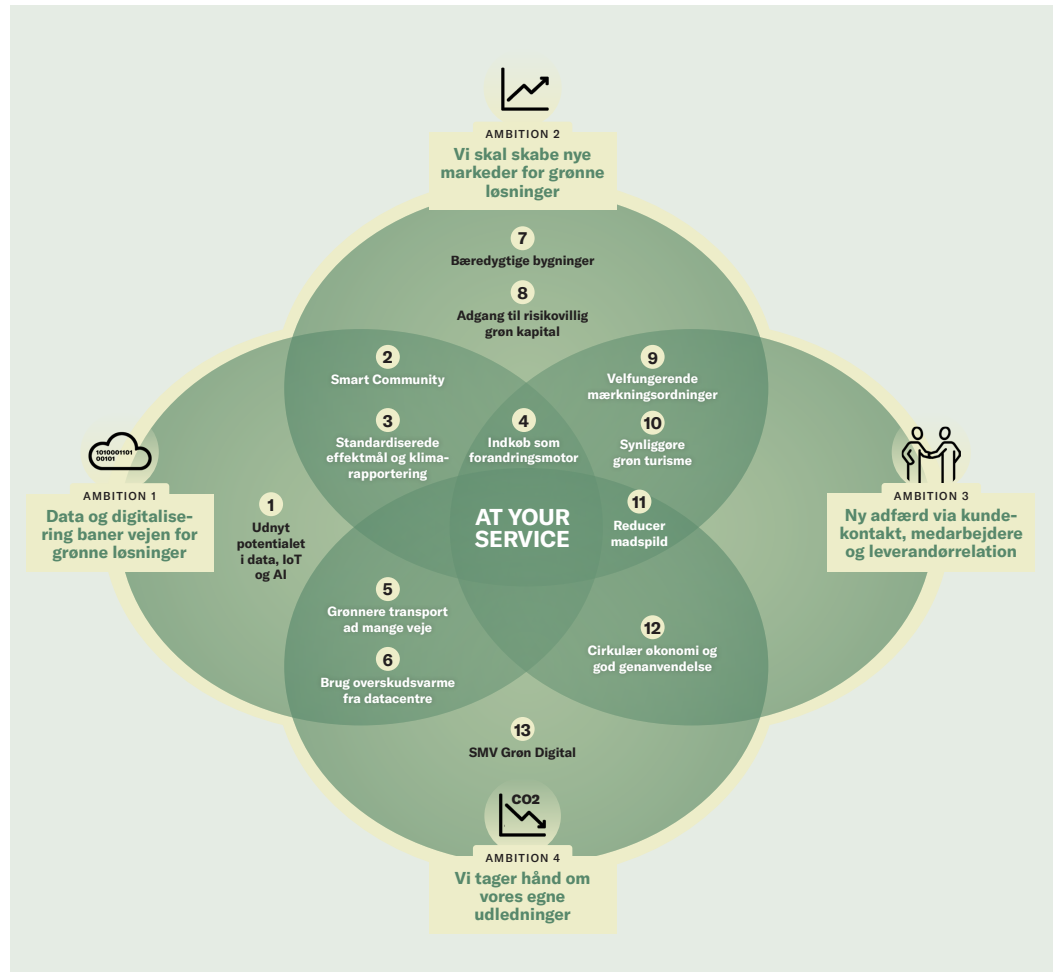 AMBITION 2
Vi skal skabe nye
markeder for grønne
løsninger
7
Bæredygtige bygninger
8
Adgang til risikovillig
grøn kapital
2
Smart Community
9
Velfungerende
mærkningsordninger
3
Standardiserede
effektmål og klima-
rapportering
4
Indkøb som
forandringsmotor
10
Synliggøre
grøn turisme
1010001101
00101
AMBITION 1
Data og digitalise-
ring baner vejen for
grønne løsninger
1
Udnyt
potentialet
i data, IoT
og AI
AT YOUR
SERVICE
11
Reducer
madspild
AMBITION 3
Ny adfærd via kunde-
kontakt, medarbejdere
og leverandørrelation
5
Grønnere transport
ad mange veje
6
Brug overskudsvarme
fra datacentre
12
Cirkulær økonomi og
god genanvendelse
13
SMV Grøn Digital
CO2
AMBITION 4
Vi tager hånd om
vores egne
udledninger